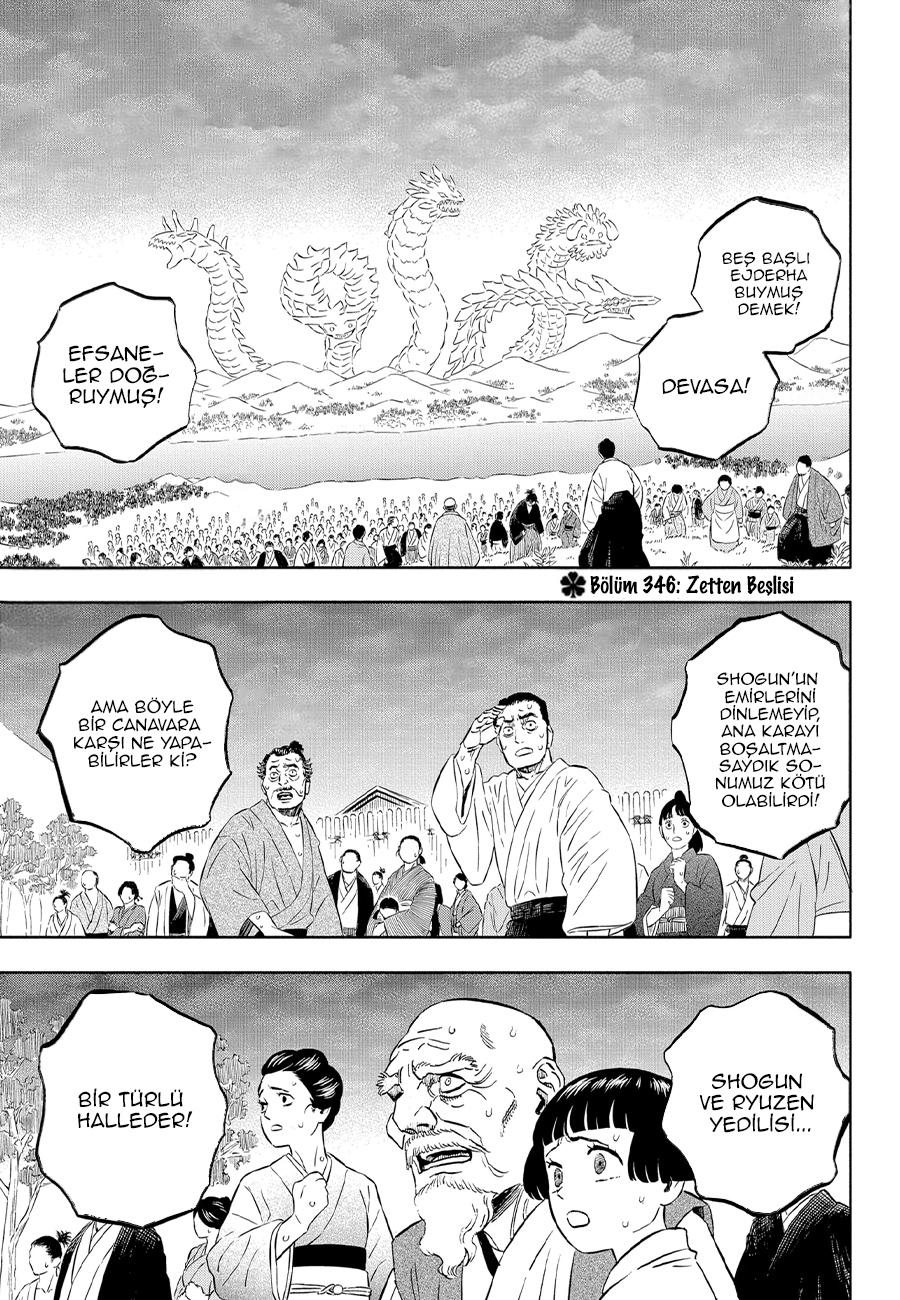 BEŞ BAŞLI
EJDERHA
BUYMUŞ
DEMEK!
DEVASA!
EFSANE-
LER DOĞ-
RUYMUŞ!
Bölüm 346: Zetten Beşlisi
SHOGUN'UN
EMİRLERİNİ
DİNLEMEYİP,
ANA KARAYI
BOŞALTMA-
SAYDIK SO-
NUMUZ KÖTÜ
OLABİLİRDİ!
AMA BÖYLE
BİR CANAVARA
KARŞI NE YAPA-
BİLİRLER Kİ?
SHOGUN
VE RYUZEN
YEDİLİSİ...
BİR TÜRLÜ
HALLEDER!